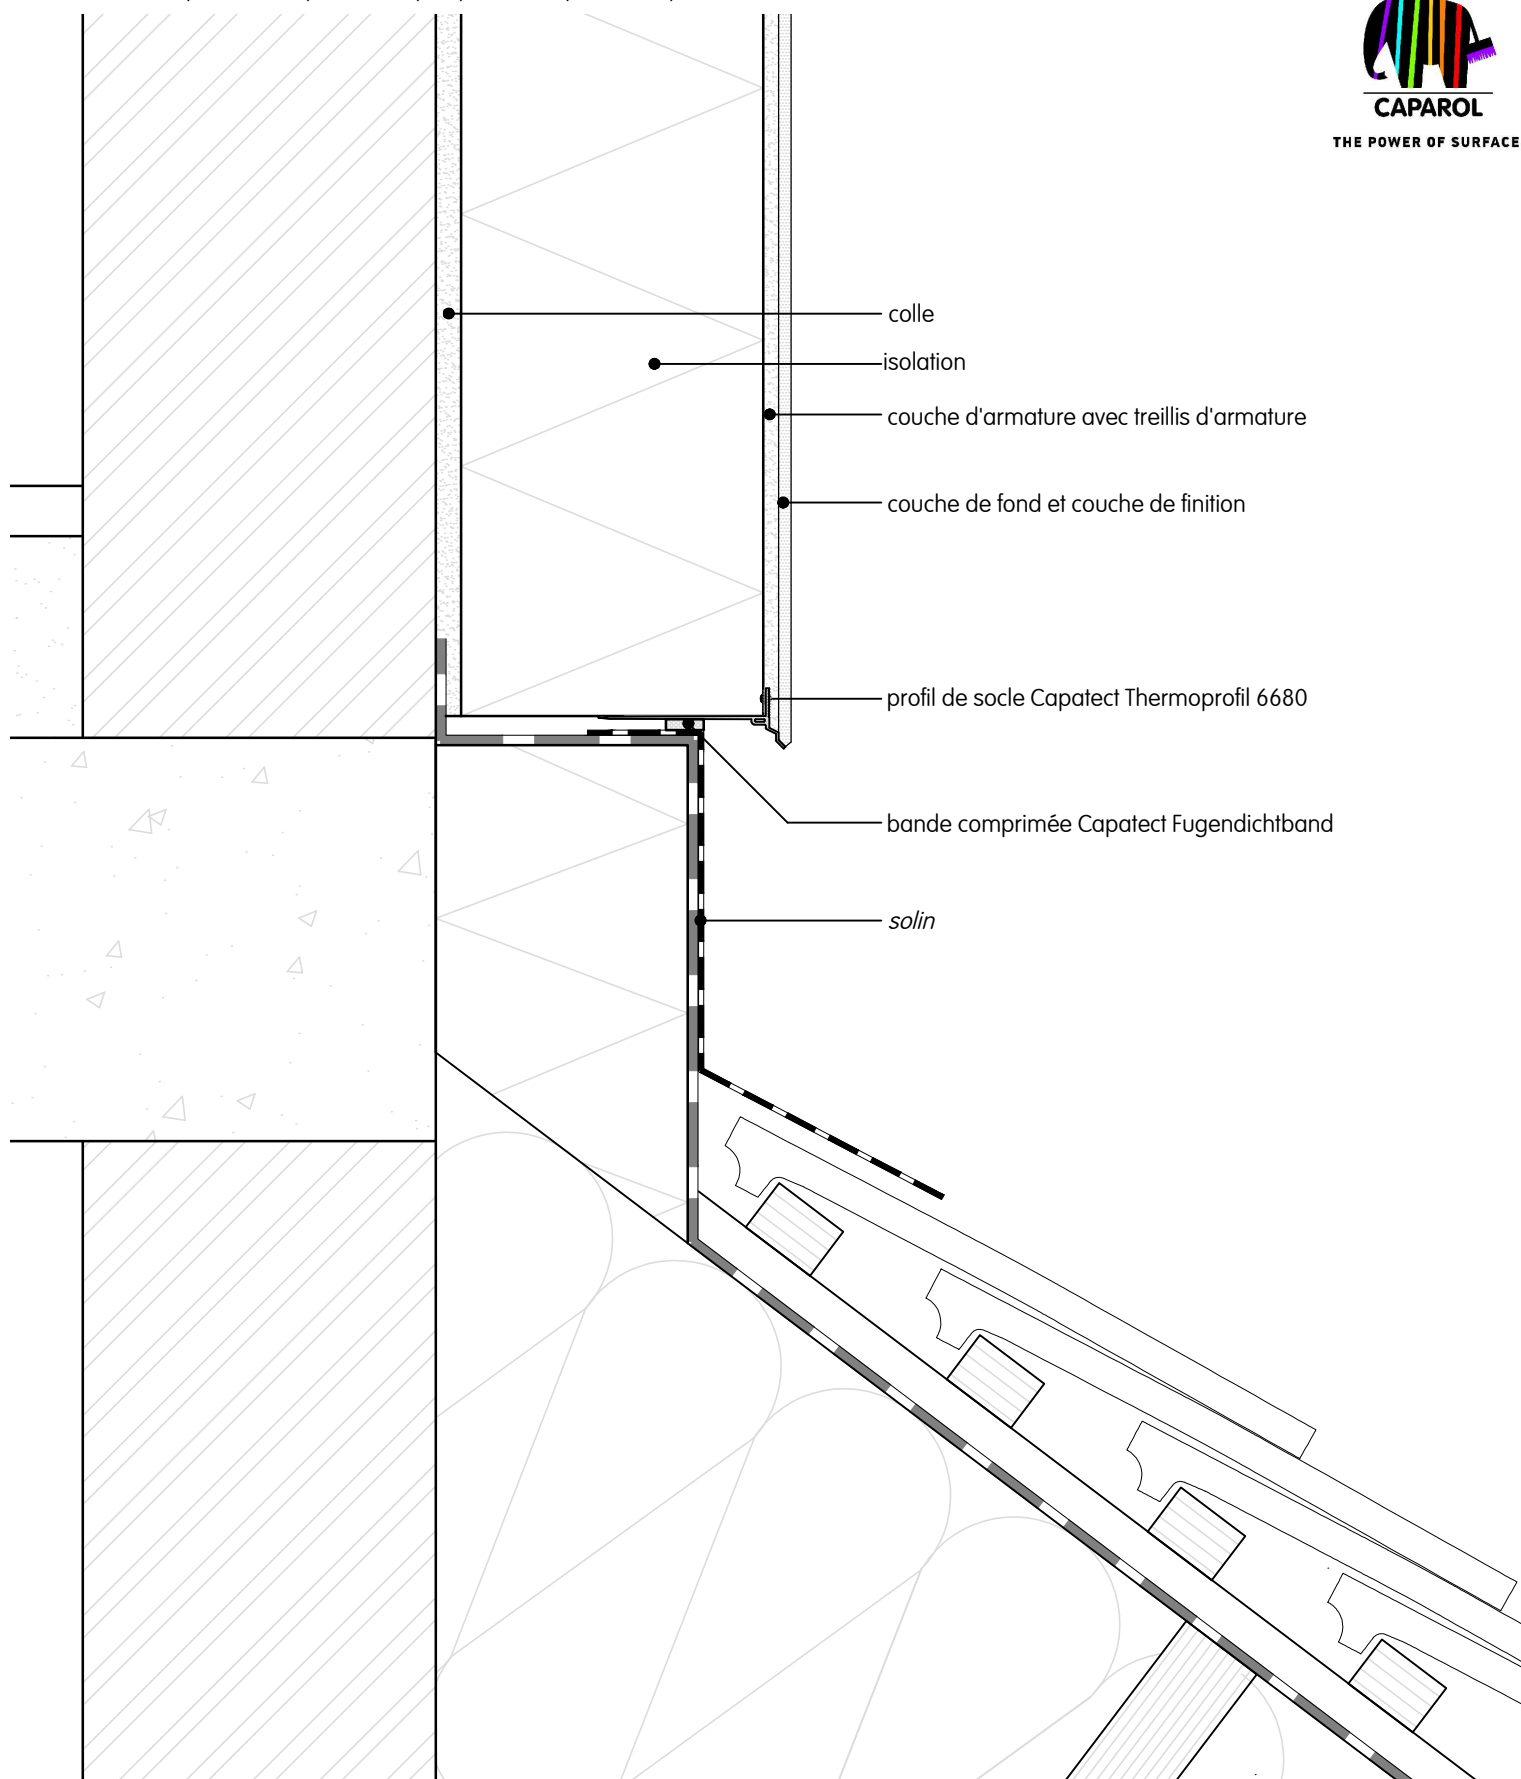 CAPAROL
THE POWER OF SURFACE
colle
isolation
couche d'armature avec treillis d'armature
couche de fond et couche de finition
profil de socle Capatect Thermoprofil 6680
bande comprimée Capatect Fugendichtband
solin